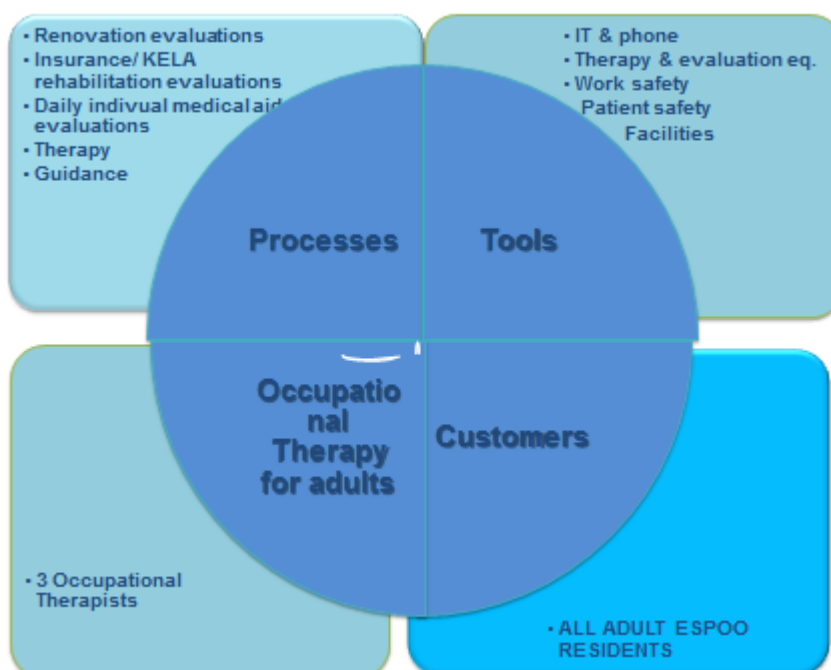 • Renovation evaluations
• Insurance/ KELA
rehabilitation evaluations
• Daily indivual medical aid
evaluations
• Therapy
• Guidance
• IT & phone
• Therapy & evaluation eq.
• Work safety
Patient safety
Facilities
Processes
Tools
Occupatio
nal
Therapy
for adults
Customers
• 3 Occupational
Therapists
• ALL ADULT ESPOO
RESIDENTS